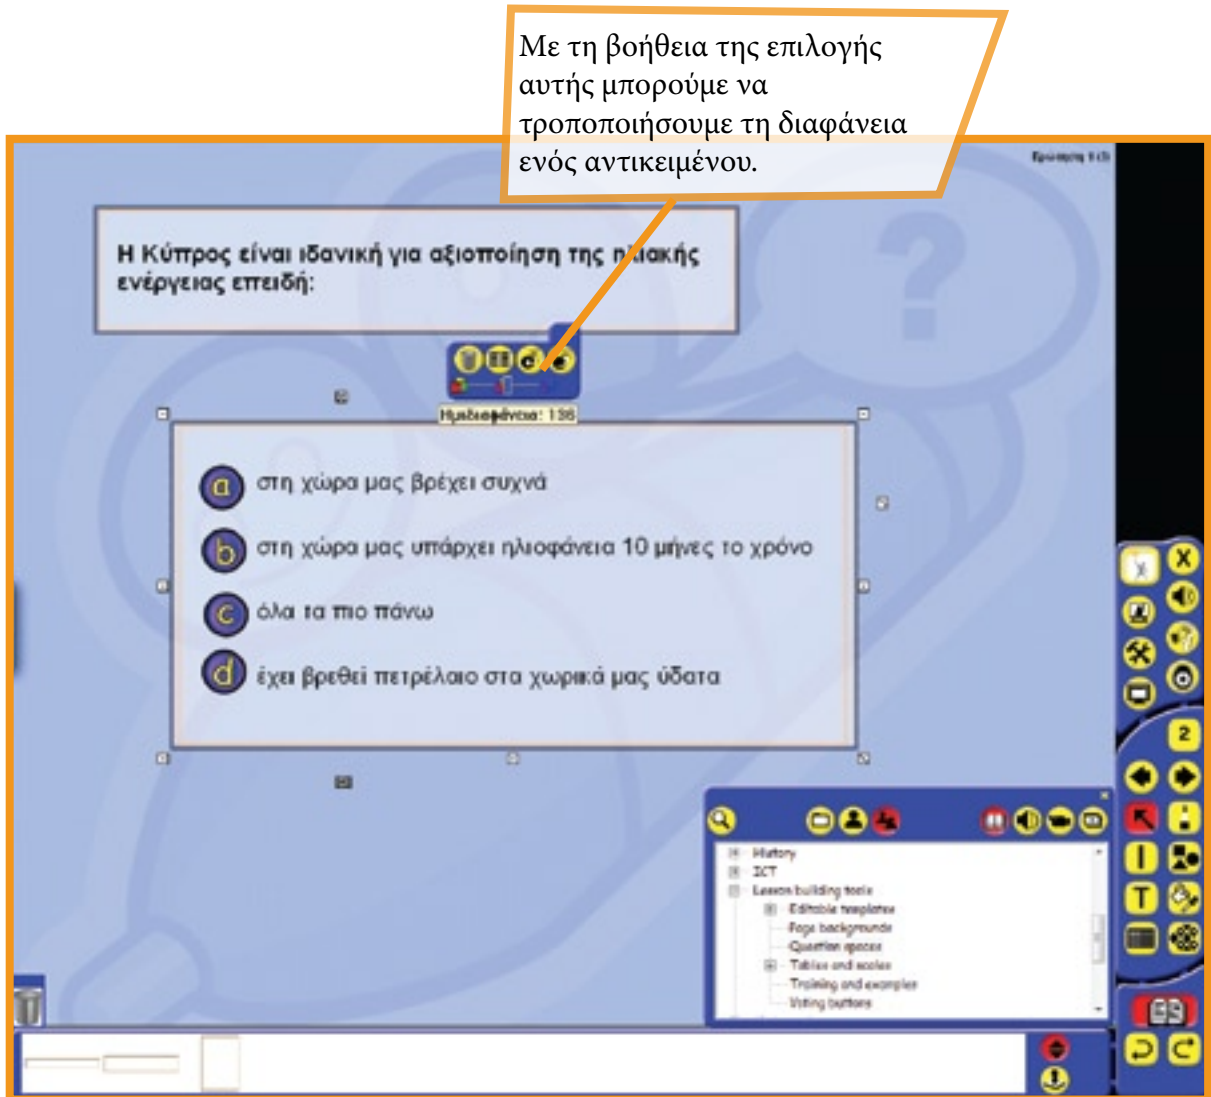 Με τη βοήθεια της επιλογής
αυτής μπορούμε να
τροποποιήσουμε τη διαφάνεια
ενός αντικειμένου.
Ερώτηση 1 (3)
Η Κύπρος είναι ιδανική για αξιοποίηση της ηλιακής
ενέργειας επειδή:
Ημιδιαφάνεια: 136
a στη χώρα μας βρέχει συχνά
b στη χώρα μας υπάρχει ηλιοφάνεια 10 μήνες το χρόνο
c όλα τα πιο πάνω
d έχει βρεθεί πετρέλαιο στα χωρικά μας ύδατα
X
2
T
History
ICT
Lesson building tools
Editable templates
Page backgrounds
Question spaces
Tables and scales
Training and examples
Voting buttons